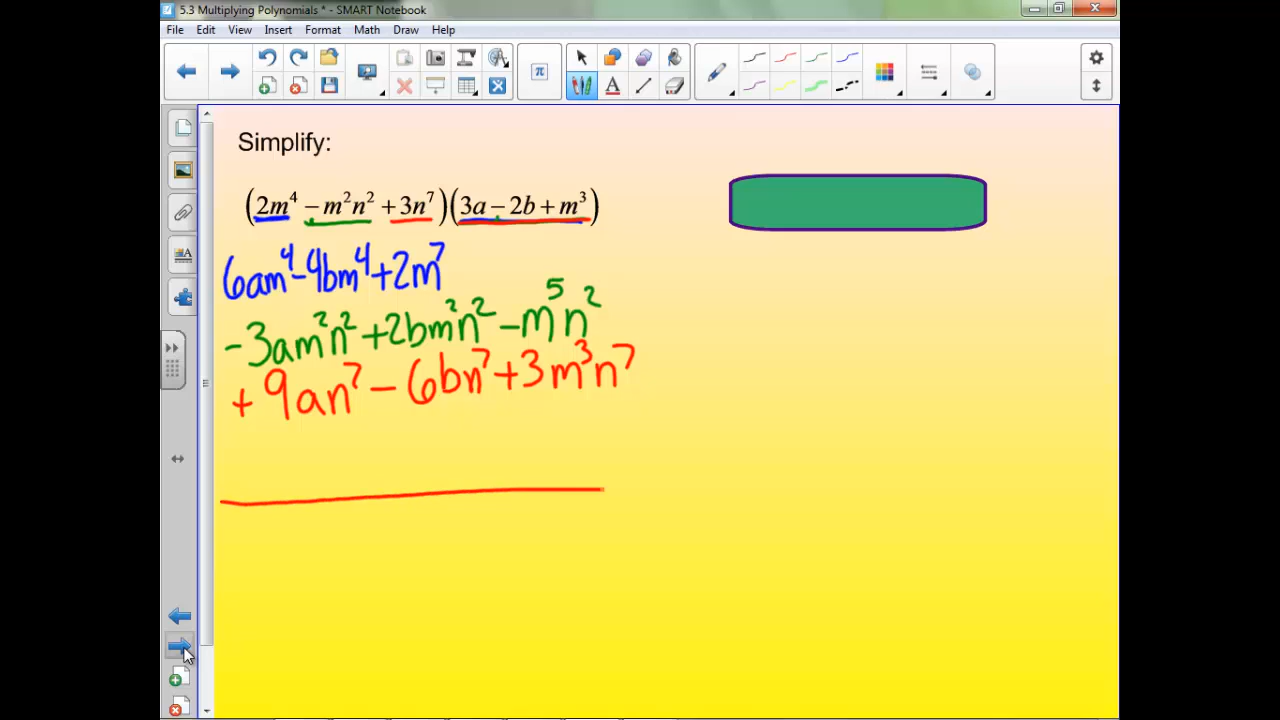 5.3 Multiplying Polynomials * - SMART Notebook
File Edit View Insert Format Math Draw Help
π A
Simplify:
(2m⁴ − m²n² + 3n⁷)(3a − 2b + m³)
6am⁴ - 4bm⁴ + 2m⁷
- 3am²n² + 2bm²n² - m⁵n²
+ 9an⁷ - 6bn⁷ + 3m³n⁷